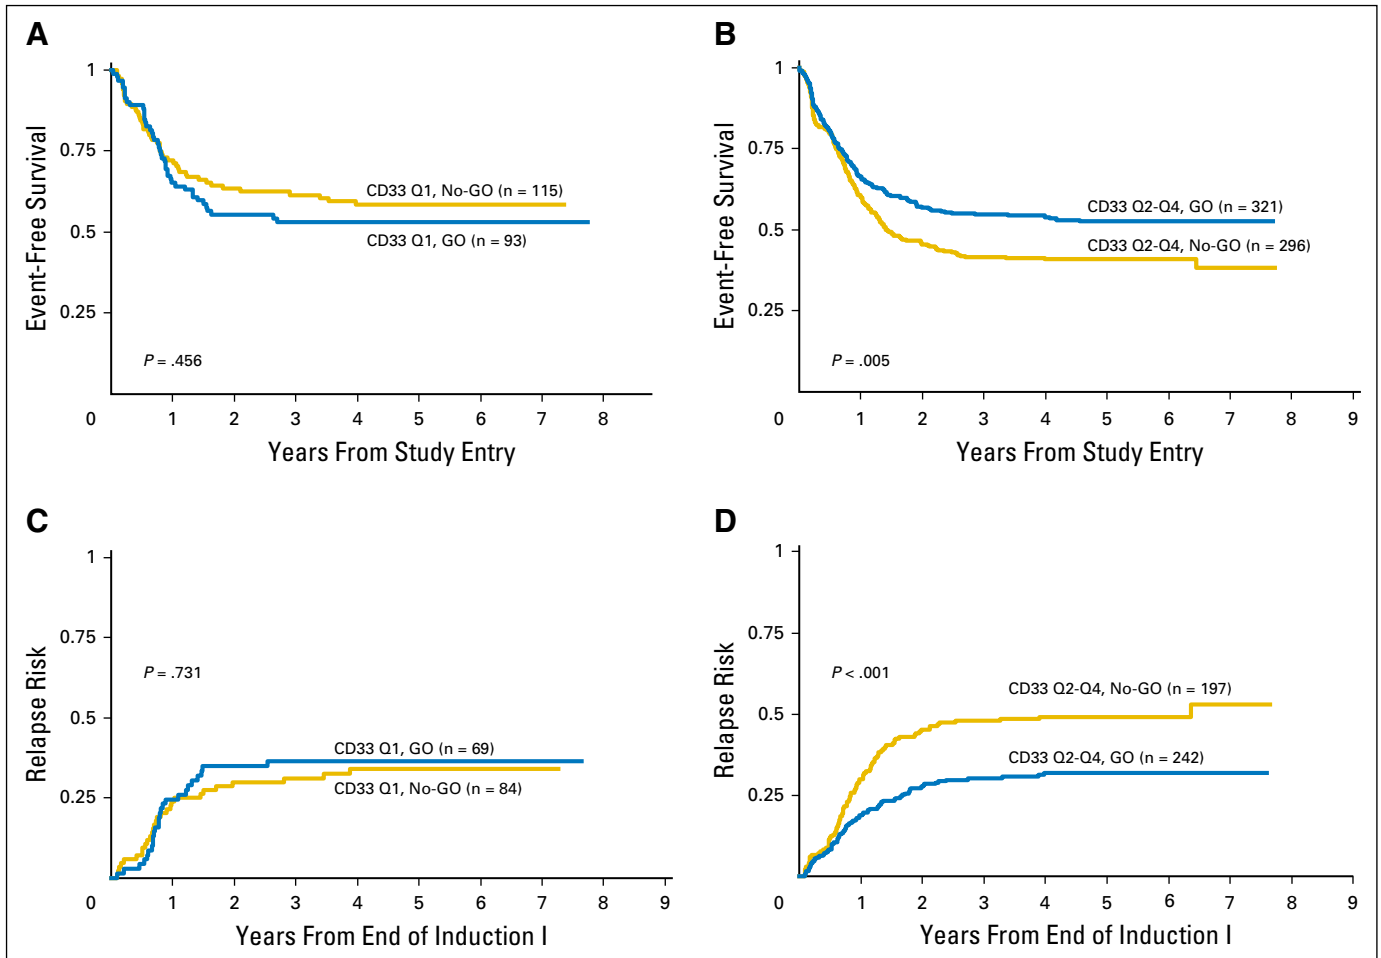 A
Event-Free Survival
1
0.75
0.5
0.25
CD33 Q1, No-GO (n = 115)
CD33 Q1, GO (n = 93)
P = .456
0 1 2 3 4 5 6 7 8
Years From Study Entry
B
Event-Free Survival
1
0.75
0.5
0.25
CD33 Q2-Q4, GO (n = 321)
CD33 Q2-Q4, No-GO (n = 296)
P = .005
0 1 2 3 4 5 6 7 8 9
Years From Study Entry
C
Relapse Risk
1
0.75
0.5
0.25
P = .731
CD33 Q1, GO (n = 69)
CD33 Q1, No-GO (n = 84)
0 1 2 3 4 5 6 7 8 9
Years From End of Induction I
D
Relapse Risk
1
0.75
0.5
0.25
P < .001
CD33 Q2-Q4, No-GO (n = 197)
CD33 Q2-Q4, GO (n = 242)
0 1 2 3 4 5 6 7 8 9
Years From End of Induction I